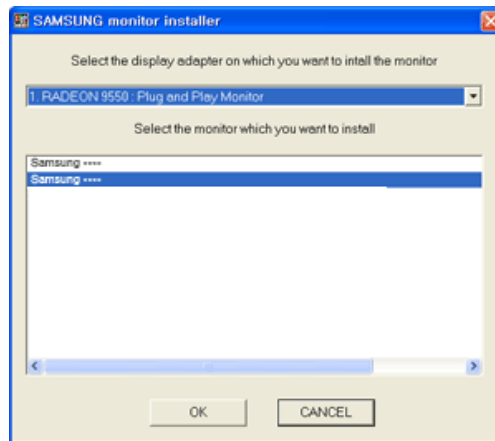 SAMSUNG monitor installer
Select the display adapter on which you want to intall the monitor
1. RADEON 9550 : Plug and Play Monitor
Select the monitor which you want to install
Samsung ****
Samsung ****
OK
CANCEL